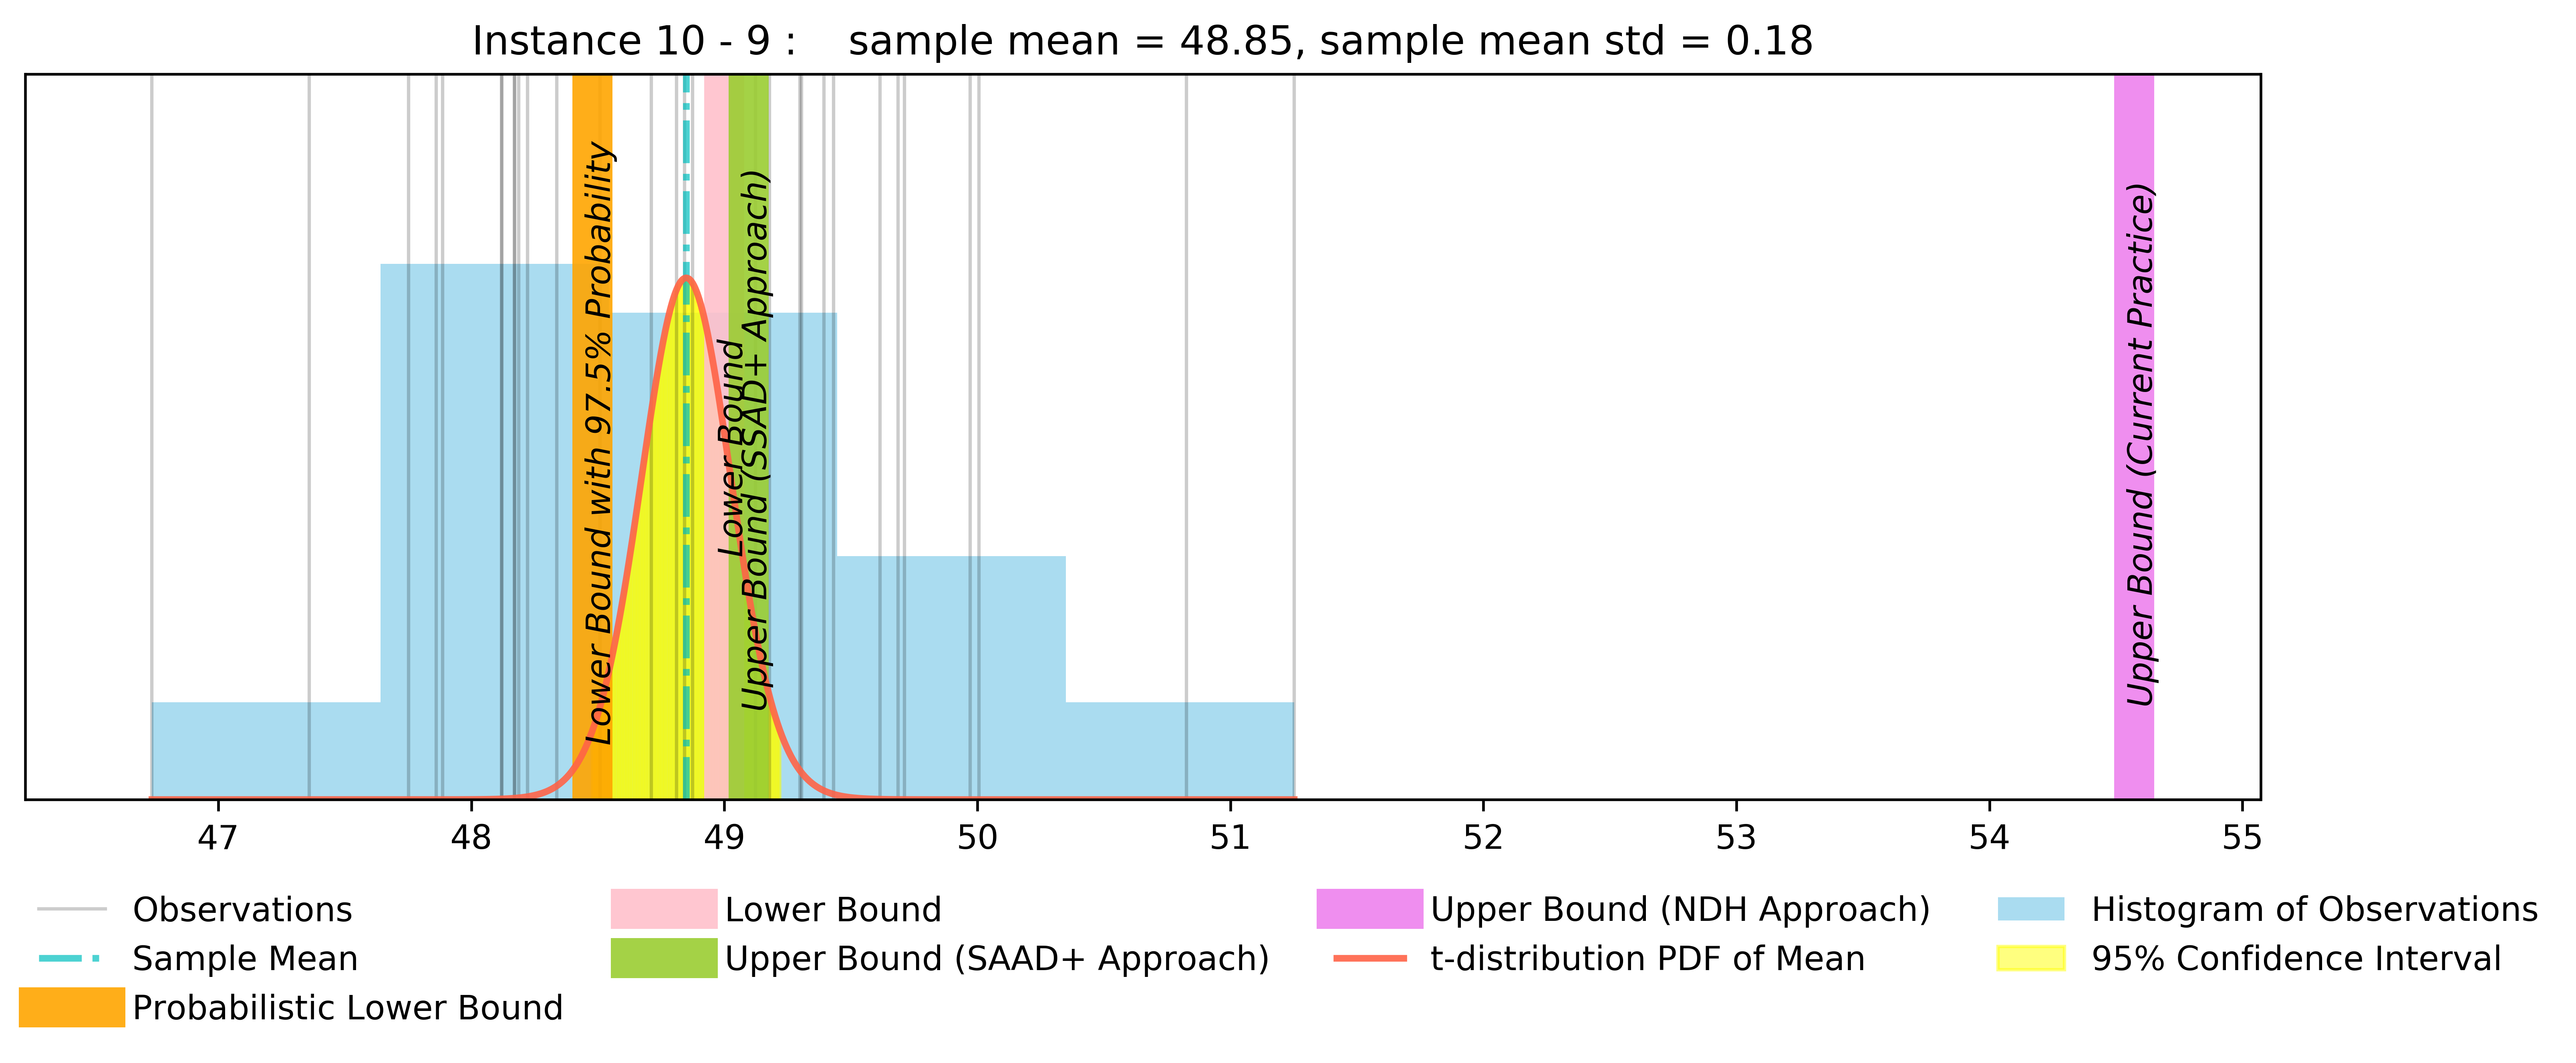 Instance 10 - 9 :    sample mean = 48.85, sample mean std = 0.18
Lower Bound with 97.5% Probability
Lower Bound
Upper Bound (SSAD+ Approach)
Upper Bound (Current Practice)
47 48 49 50 51 52 53 54 55
Observations
Sample Mean
Probabilistic Lower Bound
Lower Bound
Upper Bound (SAAD+ Approach)
Upper Bound (NDH Approach)
t-distribution PDF of Mean
Histogram of Observations
95% Confidence Interval